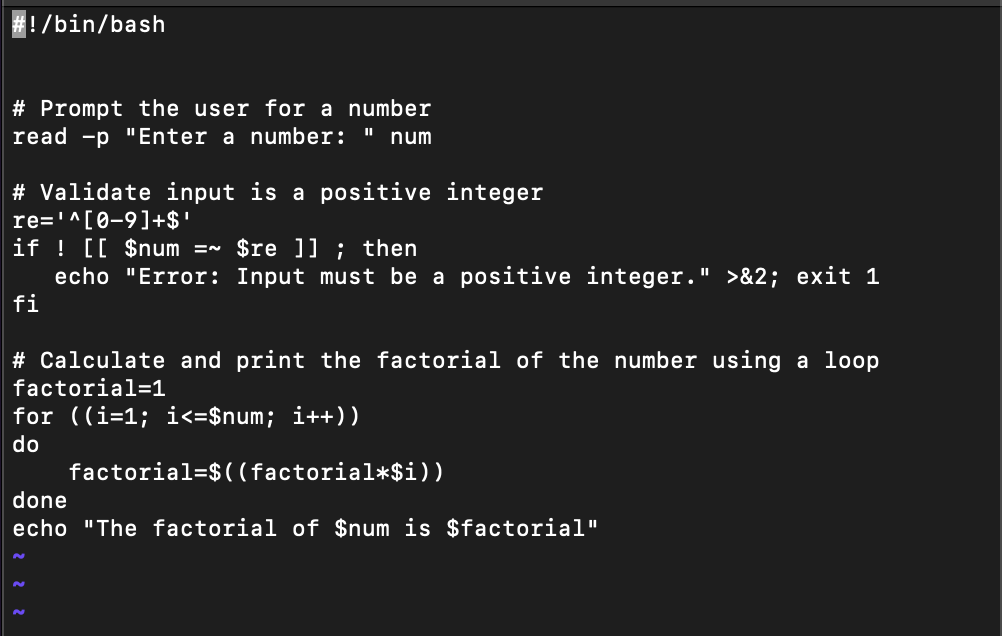 #!/bin/bash
# Prompt the user for a number
read -p "Enter a number: " num
# Validate input is a positive integer
re='^[0-9]+$'
if ! [[ $num =~ $re ]] ; then
   echo "Error: Input must be a positive integer." >&2; exit 1
fi
# Calculate and print the factorial of the number using a loop
factorial=1
for ((i=1; i<=$num; i++))
do
    factorial=$((factorial*$i))
done
echo "The factorial of $num is $factorial"
~
~
~